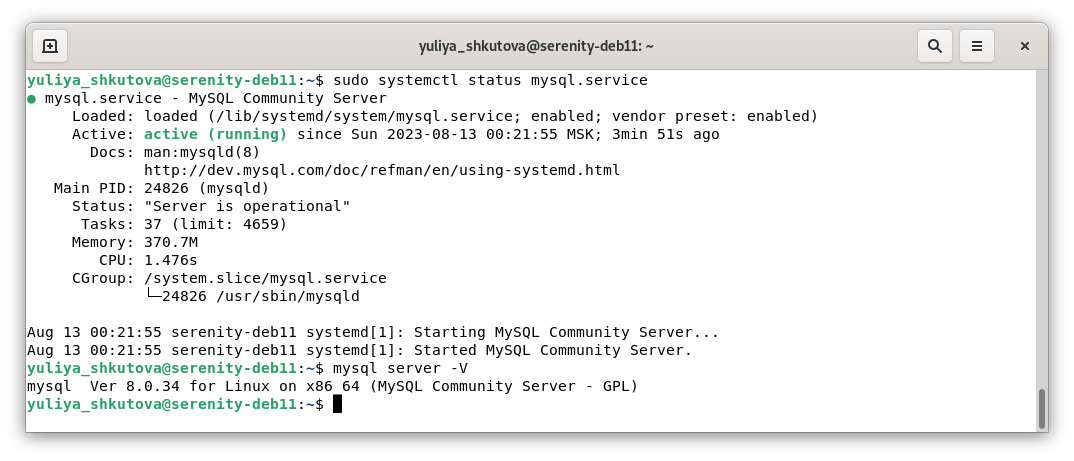 yuliya_shkutova@serenity-deb11: ~
yuliya_shkutova@serenity-deb11:~$ sudo systemctl status mysql.service
● mysql.service - MySQL Community Server
     Loaded: loaded (/lib/systemd/system/mysql.service; enabled; vendor preset: enabled)
     Active: active (running) since Sun 2023-08-13 00:21:55 MSK; 3min 51s ago
       Docs: man:mysqld(8)
             http://dev.mysql.com/doc/refman/en/using-systemd.html
   Main PID: 24826 (mysqld)
     Status: "Server is operational"
      Tasks: 37 (limit: 4659)
     Memory: 370.7M
        CPU: 1.476s
     CGroup: /system.slice/mysql.service
             └─24826 /usr/sbin/mysqld
Aug 13 00:21:55 serenity-deb11 systemd[1]: Starting MySQL Community Server...
Aug 13 00:21:55 serenity-deb11 systemd[1]: Started MySQL Community Server.
yuliya_shkutova@serenity-deb11:~$ mysql server -V
mysql  Ver 8.0.34 for Linux on x86_64 (MySQL Community Server - GPL)
yuliya_shkutova@serenity-deb11:~$